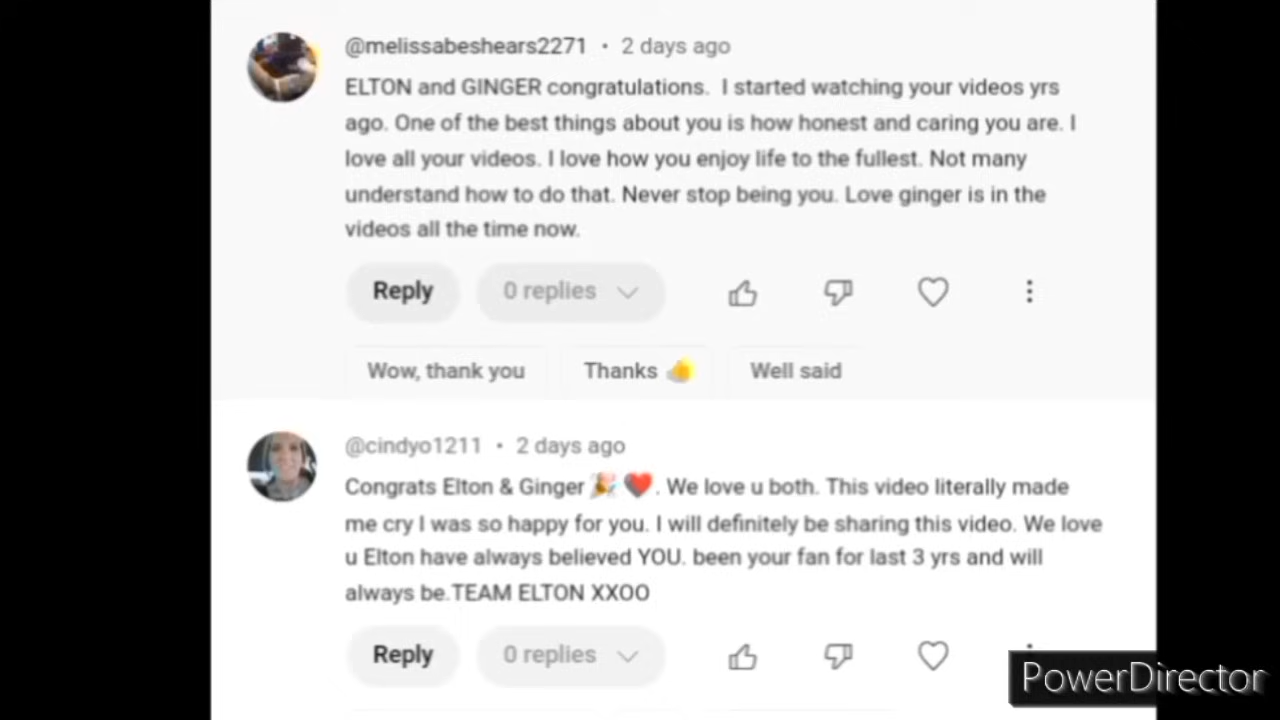 @melissabeshears2271 • 2 days ago
ELTON and GINGER congratulations. I started watching your videos yrs
ago. One of the best things about you is how honest and caring you are. I
love all your videos. I love how you enjoy life to the fullest. Not many
understand how to do that. Never stop being you. Love ginger is in the
videos all the time now.
Reply 0 replies
Wow, thank you Thanks 👍 Well said
@cindyo1211 • 2 days ago
Congrats Elton & Ginger 🎉❤️. We love u both. This video literally made
me cry I was so happy for you. I will definitely be sharing this video. We love
u Elton have always believed YOU. been your fan for last 3 yrs and will
always be.TEAM ELTON XXOO
Reply 0 replies
PowerDirector